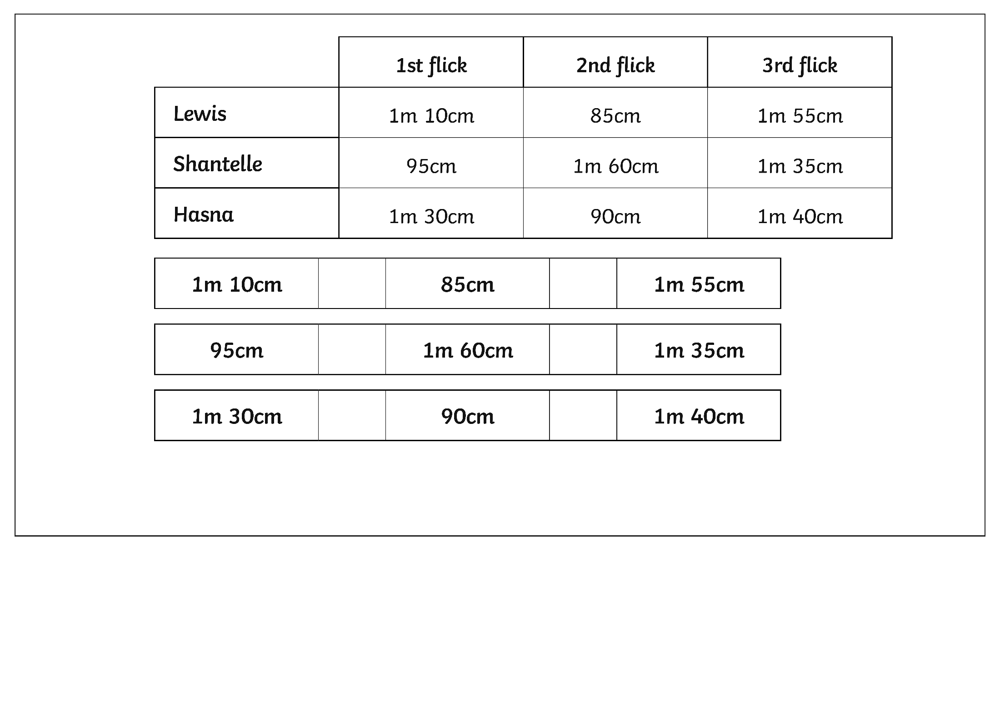 1st flick 2nd flick 3rd flick
Lewis 1m 10cm 85cm 1m 55cm
Shantelle 95cm 1m 60cm 1m 35cm
Hasna 1m 30cm 90cm 1m 40cm
1m 10cm 85cm 1m 55cm
95cm 1m 60cm 1m 35cm
1m 30cm 90cm 1m 40cm